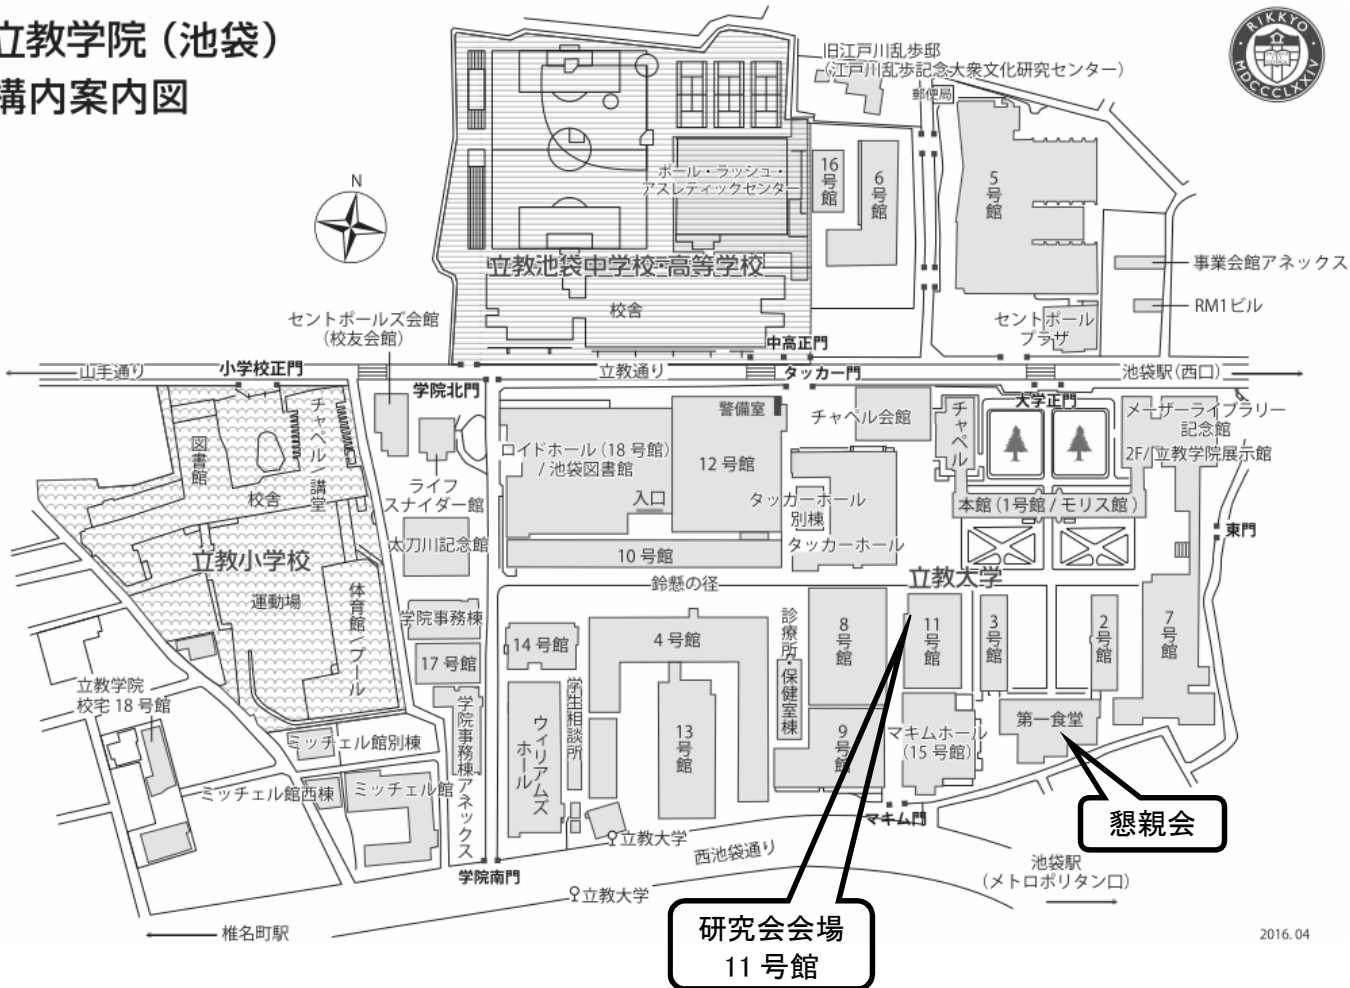 立教学院（池袋）
構内案内図
RIKKYO
MDCCCLXXIV
旧江戸川乱歩邸
（江戸川乱歩記念大衆文化研究センター）
郵便局
N
ポール・ラッシュ・
アスレティックセンター
16号館
6号館
5号館
立教池袋中学校・高等学校
校舎
事業会館アネックス
RM1ビル
セントポールズ会館
（校友会館）
セントポール
プラザ
中高正門
山手通り
小学校正門
立教通り
タッカー門
池袋駅（西口）
学院北門
大学正門
チャペル／講堂
図書館
校舎
警備室
チャペル会館
チャペル
メーザーライブラリー
記念館
2F/立教学院展示館
ロイドホール（18号館）
/ 池袋図書館
12号館
入口
ライフ
スナイダー館
タッカーホール
別棟
本館（1号館 / モリス館）
太刀川記念館
10号館
タッカーホール
東門
立教小学校
運動場
体育館／プール
鈴懸の径
立教大学
学院事務棟
14号館
4号館
診療所・保健室棟
8号館
11号館
3号館
2号館
7号館
17号館
立教学院
校宅18号館
学院事務棟アネックス
ウィリアムズ
ホール
学生相談所
13号館
9号館
マキムホール
（15号館）
第一食堂
ミッチェル館別棟
ミッチェル館西棟
ミッチェル館
マキム門
懇親会
立教大学
西池袋通り
池袋駅
（メトロポリタン口）
学院南門
立教大学
椎名町駅
研究会会場
11号館
2016. 04